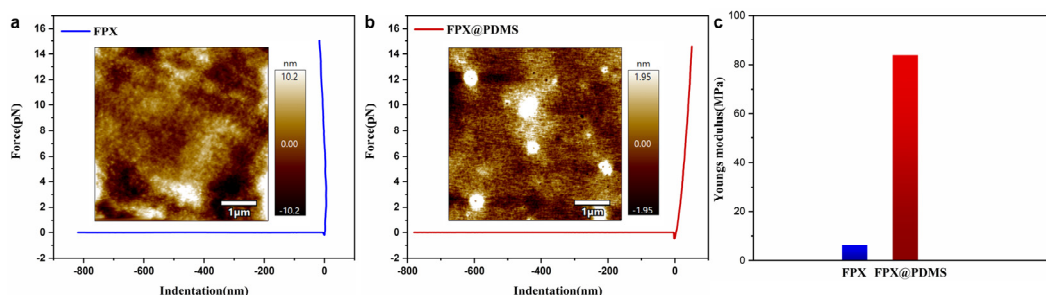 a
FPX
16
14
12
10
8
6
4
2
0
-2
-800
-600
-400
-200
0
Force(pN)
Indentation(nm)
nm
10.2
0.00
-10.2
1μm
b
FPX@PDMS
16
14
12
10
8
6
4
2
0
-2
-800
-600
-400
-200
0
Force(pN)
Indentation(nm)
nm
1.95
0.00
-1.95
1μm
c
100
80
60
40
20
0
Youngs modulus(MPa)
FPX
FPX@PDMS